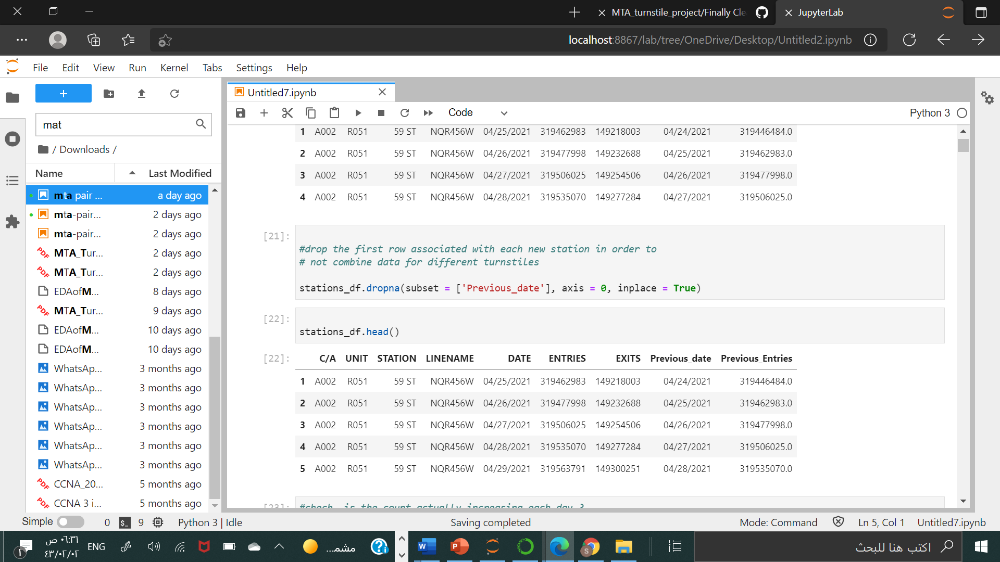 MTA_turnstile_project/Finally Cle
JupyterLab
localhost:8867/lab/tree/OneDrive/Desktop/Untitled2.ipynb
File Edit View Run Kernel Tabs Settings Help
mat
/ Downloads /
Name Last Modified
mta pair ... a day ago
mta-pair... 2 days ago
mta-pair... 2 days ago
MTA_Tur... 2 days ago
MTA_Tur... 2 days ago
EDAofM... 8 days ago
MTA_Tur... 9 days ago
EDAofM... 10 days ago
EDAofM... 10 days ago
WhatsAp... 3 months ago
WhatsAp... 3 months ago
WhatsAp... 3 months ago
WhatsAp... 3 months ago
WhatsAp... 3 months ago
WhatsAp... 3 months ago
CCNA_20... 5 months ago
CCNA 3 i... 5 months ago
Untitled7.ipynb
Code
Python 3
1 A002 R051 59 ST NQR456W 04/25/2021 319462983 149218003 04/24/2021 319446484.0
2 A002 R051 59 ST NQR456W 04/26/2021 319477998 149232688 04/25/2021 319462983.0
3 A002 R051 59 ST NQR456W 04/27/2021 319506025 149254506 04/26/2021 319477998.0
4 A002 R051 59 ST NQR456W 04/28/2021 319535070 149277284 04/27/2021 319506025.0
[21]:
#drop the first row associated with each new station in order to
# not combine data for different turnstiles
stations_df.dropna(subset = ['Previous_date'], axis = 0, inplace = True)
[22]:
stations_df.head()
[22]:
C/A UNIT STATION LINENAME DATE ENTRIES EXITS Previous_date Previous_Entries
1 A002 R051 59 ST NQR456W 04/25/2021 319462983 149218003 04/24/2021 319446484.0
2 A002 R051 59 ST NQR456W 04/26/2021 319477998 149232688 04/25/2021 319462983.0
3 A002 R051 59 ST NQR456W 04/27/2021 319506025 149254506 04/26/2021 319477998.0
4 A002 R051 59 ST NQR456W 04/28/2021 319535070 149277284 04/27/2021 319506025.0
5 A002 R051 59 ST NQR456W 04/29/2021 319563791 149300251 04/28/2021 319535070.0
[23]:
#chech is the count actually increasing each day ?
Simple 0 9 Python 3 | Idle Saving completed Mode: Command Ln 5, Col 1 Untitled7.ipynb
٠٦:٣١ ص
٤٣/٠٢/٠٢
ENG
مشم...
اكتب هنا للبحث